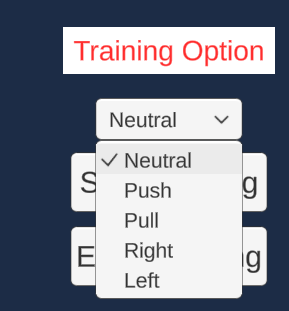 Training Option
Neutral
Neutral
Push
Pull
Right
Left